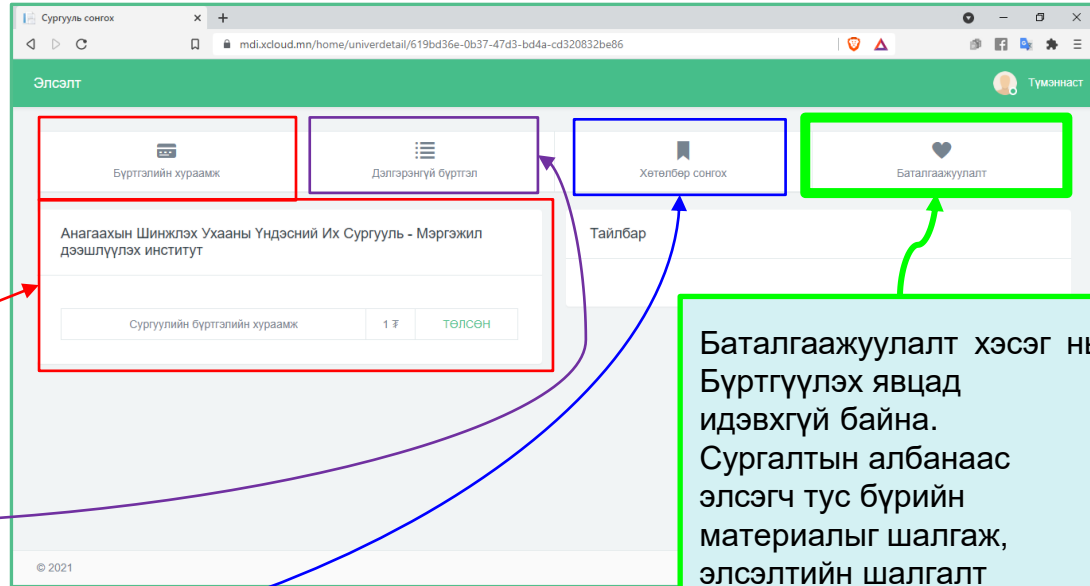 Сургууль сонгох
mdi.xcloud.mn/home/univerdetail/619bd36e-0b37-47d3-bd4a-cd320832be86
Элсэлт
Түмэннаст
Бүртгэлийн хураамж
Дэлгэрэнгүй бүртгэл
Хөтөлбөр сонгох
Баталгаажуулалт
Анагаахын Шинжлэх Ухааны Үндэсний Их Сургууль - Мэргэжил
дээшлүүлэх институт
Тайлбар
Сургуулийн бүртгэлийн хураамж 1 ₮ ТӨЛСӨН
Баталгаажуулалт хэсэг нь
Бүртгүүлэх явцад
идэвхгүй байна.
Сургалтын албанаас
элсэгч тус бүрийн
материалыг шалгаж,
элсэлтийн шалгалт
© 2021